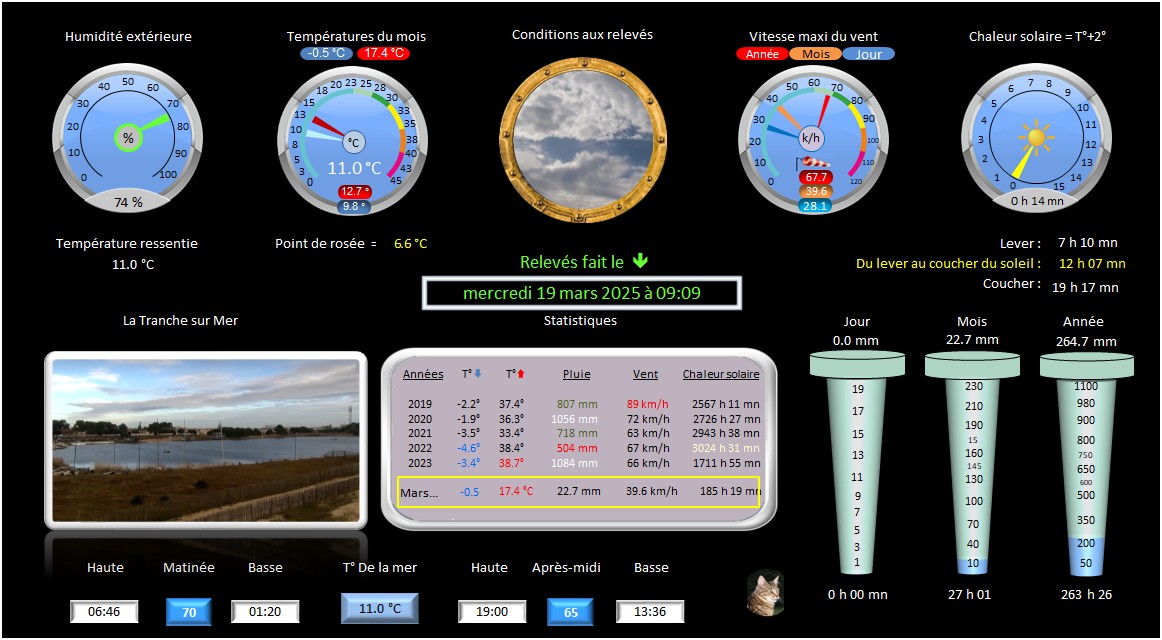 Humidité extérieure
Températures du mois
-0.5 °C 17.4 °C
Conditions aux relevés
Vitesse maxi du vent
Année Mois Jour
Chaleur solaire = T°+2°
0 10 20 30 40 50 60 70 80 90 100
%
74 %
0 3 5 8 10 13 15 18 20 23 25 28 30 33 35 38 40 43 45
°C
11.0 °C
12.7 °
9.8 °
0 10 20 30 40 50 60 70 80 90 100 110 120
k/h
67.7
39.6
28.1
0 1 2 3 4 5 6 7 8 9 10 11 12 13 14 15
0 h 14 mn
Température ressentie
11.0 °C
Point de rosée = 6.6 °C
Relevés fait le
mercredi 19 mars 2025 à 09:09
Lever : 7 h 10 mn
Du lever au coucher du soleil : 12 h 07 mn
Coucher : 19 h 17 mn
La Tranche sur Mer
Statistiques
Années T° T° Pluie Vent Chaleur solaire
2019 -2.2° 37.4° 807 mm 89 km/h 2567 h 11 mn
2020 -1.9° 36.3° 1056 mm 72 km/h 2726 h 27 mn
2021 -3.5° 33.4° 718 mm 63 km/h 2943 h 38 mn
2022 -4.6° 38.4° 504 mm 67 km/h 3024 h 31 mn
2023 -3.4° 38.7° 1084 mm 66 km/h 1711 h 55 mn
Mars... -0.5 17.4 °C 22.7 mm 39.6 km/h 185 h 19 mn
Jour
0.0 mm
19
17
15
13
11
9
7
5
3
1
0 h 00 mn
Mois
22.7 mm
230
210
190
15
160
145
130
100
70
40
10
27 h 01
Année
264.7 mm
1100
980
900
800
750
650
600
500
350
200
50
263 h 26
Haute Matinée Basse
06:46 70 01:20
T° De la mer
11.0 °C
Haute Après-midi Basse
19:00 65 13:36